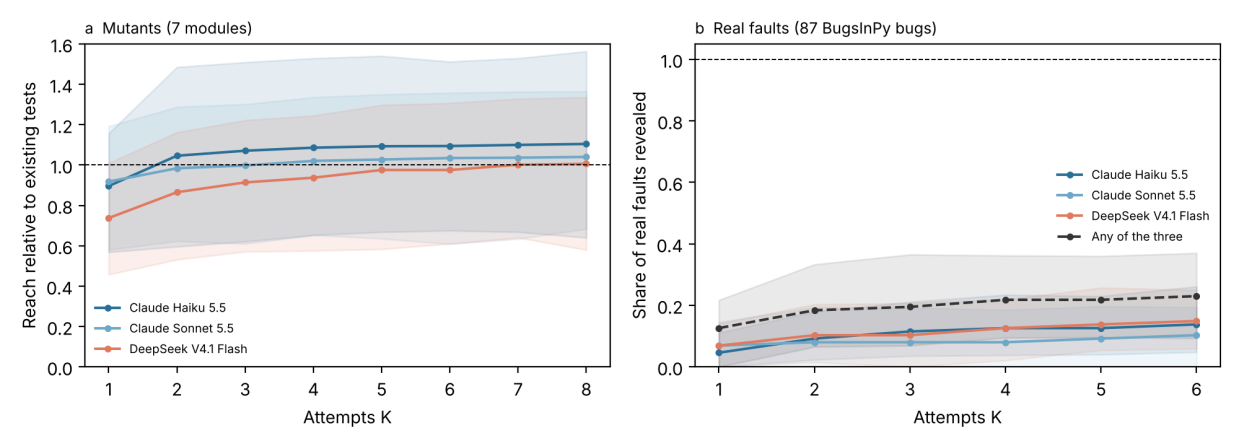 a Mutants (7 modules)
Reach relative to existing tests
1.6
1.4
1.2
1.0
0.8
0.6
0.4
0.2
0.0
Claude Haiku 5.5
Claude Sonnet 5.5
DeepSeek V4.1 Flash
1 2 3 4 5 6 7 8
Attempts K
b Real faults (87 BugsInPy bugs)
Share of real faults revealed
1.0
0.8
0.6
0.4
0.2
0.0
Claude Haiku 5.5
Claude Sonnet 5.5
DeepSeek V4.1 Flash
Any of the three
1 2 3 4 5 6
Attempts K